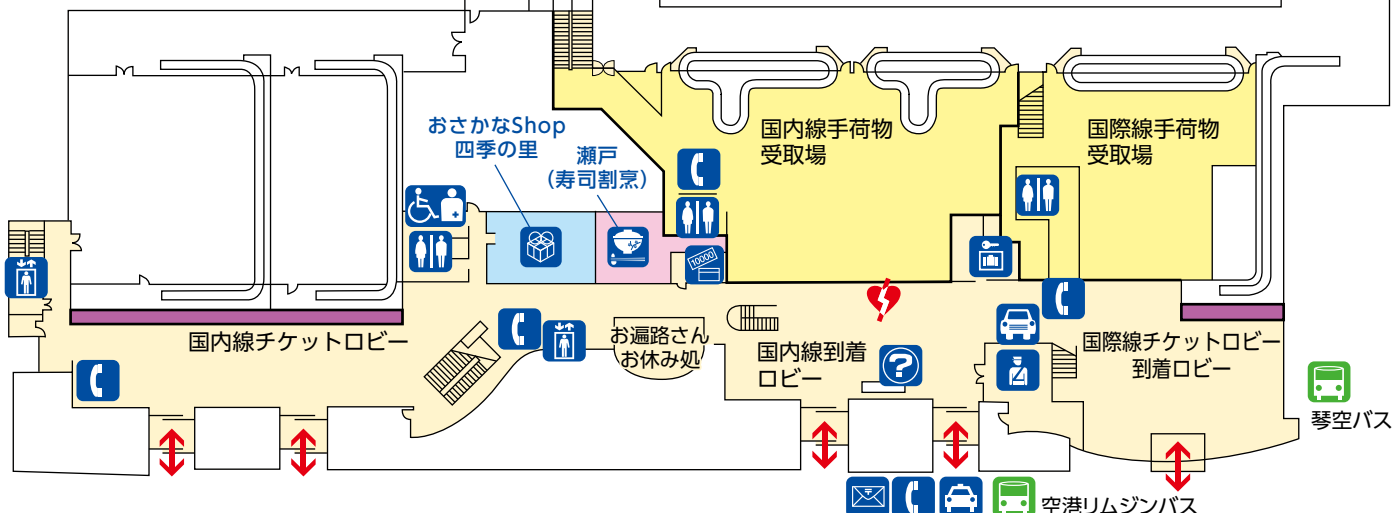 おさかなShop
四季の里
瀬戸
(寿司割烹)
国内線手荷物
受取場
国際線手荷物
受取場
10000
国内線チケットロビー
お遍路さん
お休み処
国内線到着
ロビー
?
国際線チケットロビー
到着ロビー
琴空バス
〒
空港リムジンバス